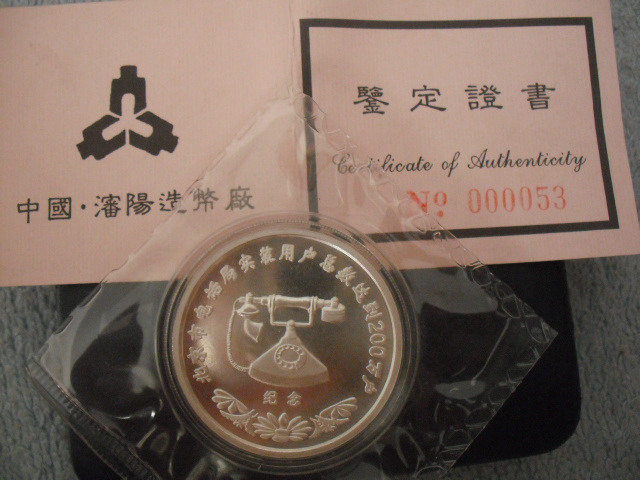 鑒定證書
Certificate of Authenticity
No 000053
中國·瀋陽造幣廠
北京市电话局实装用户总数达到200万户
纪念